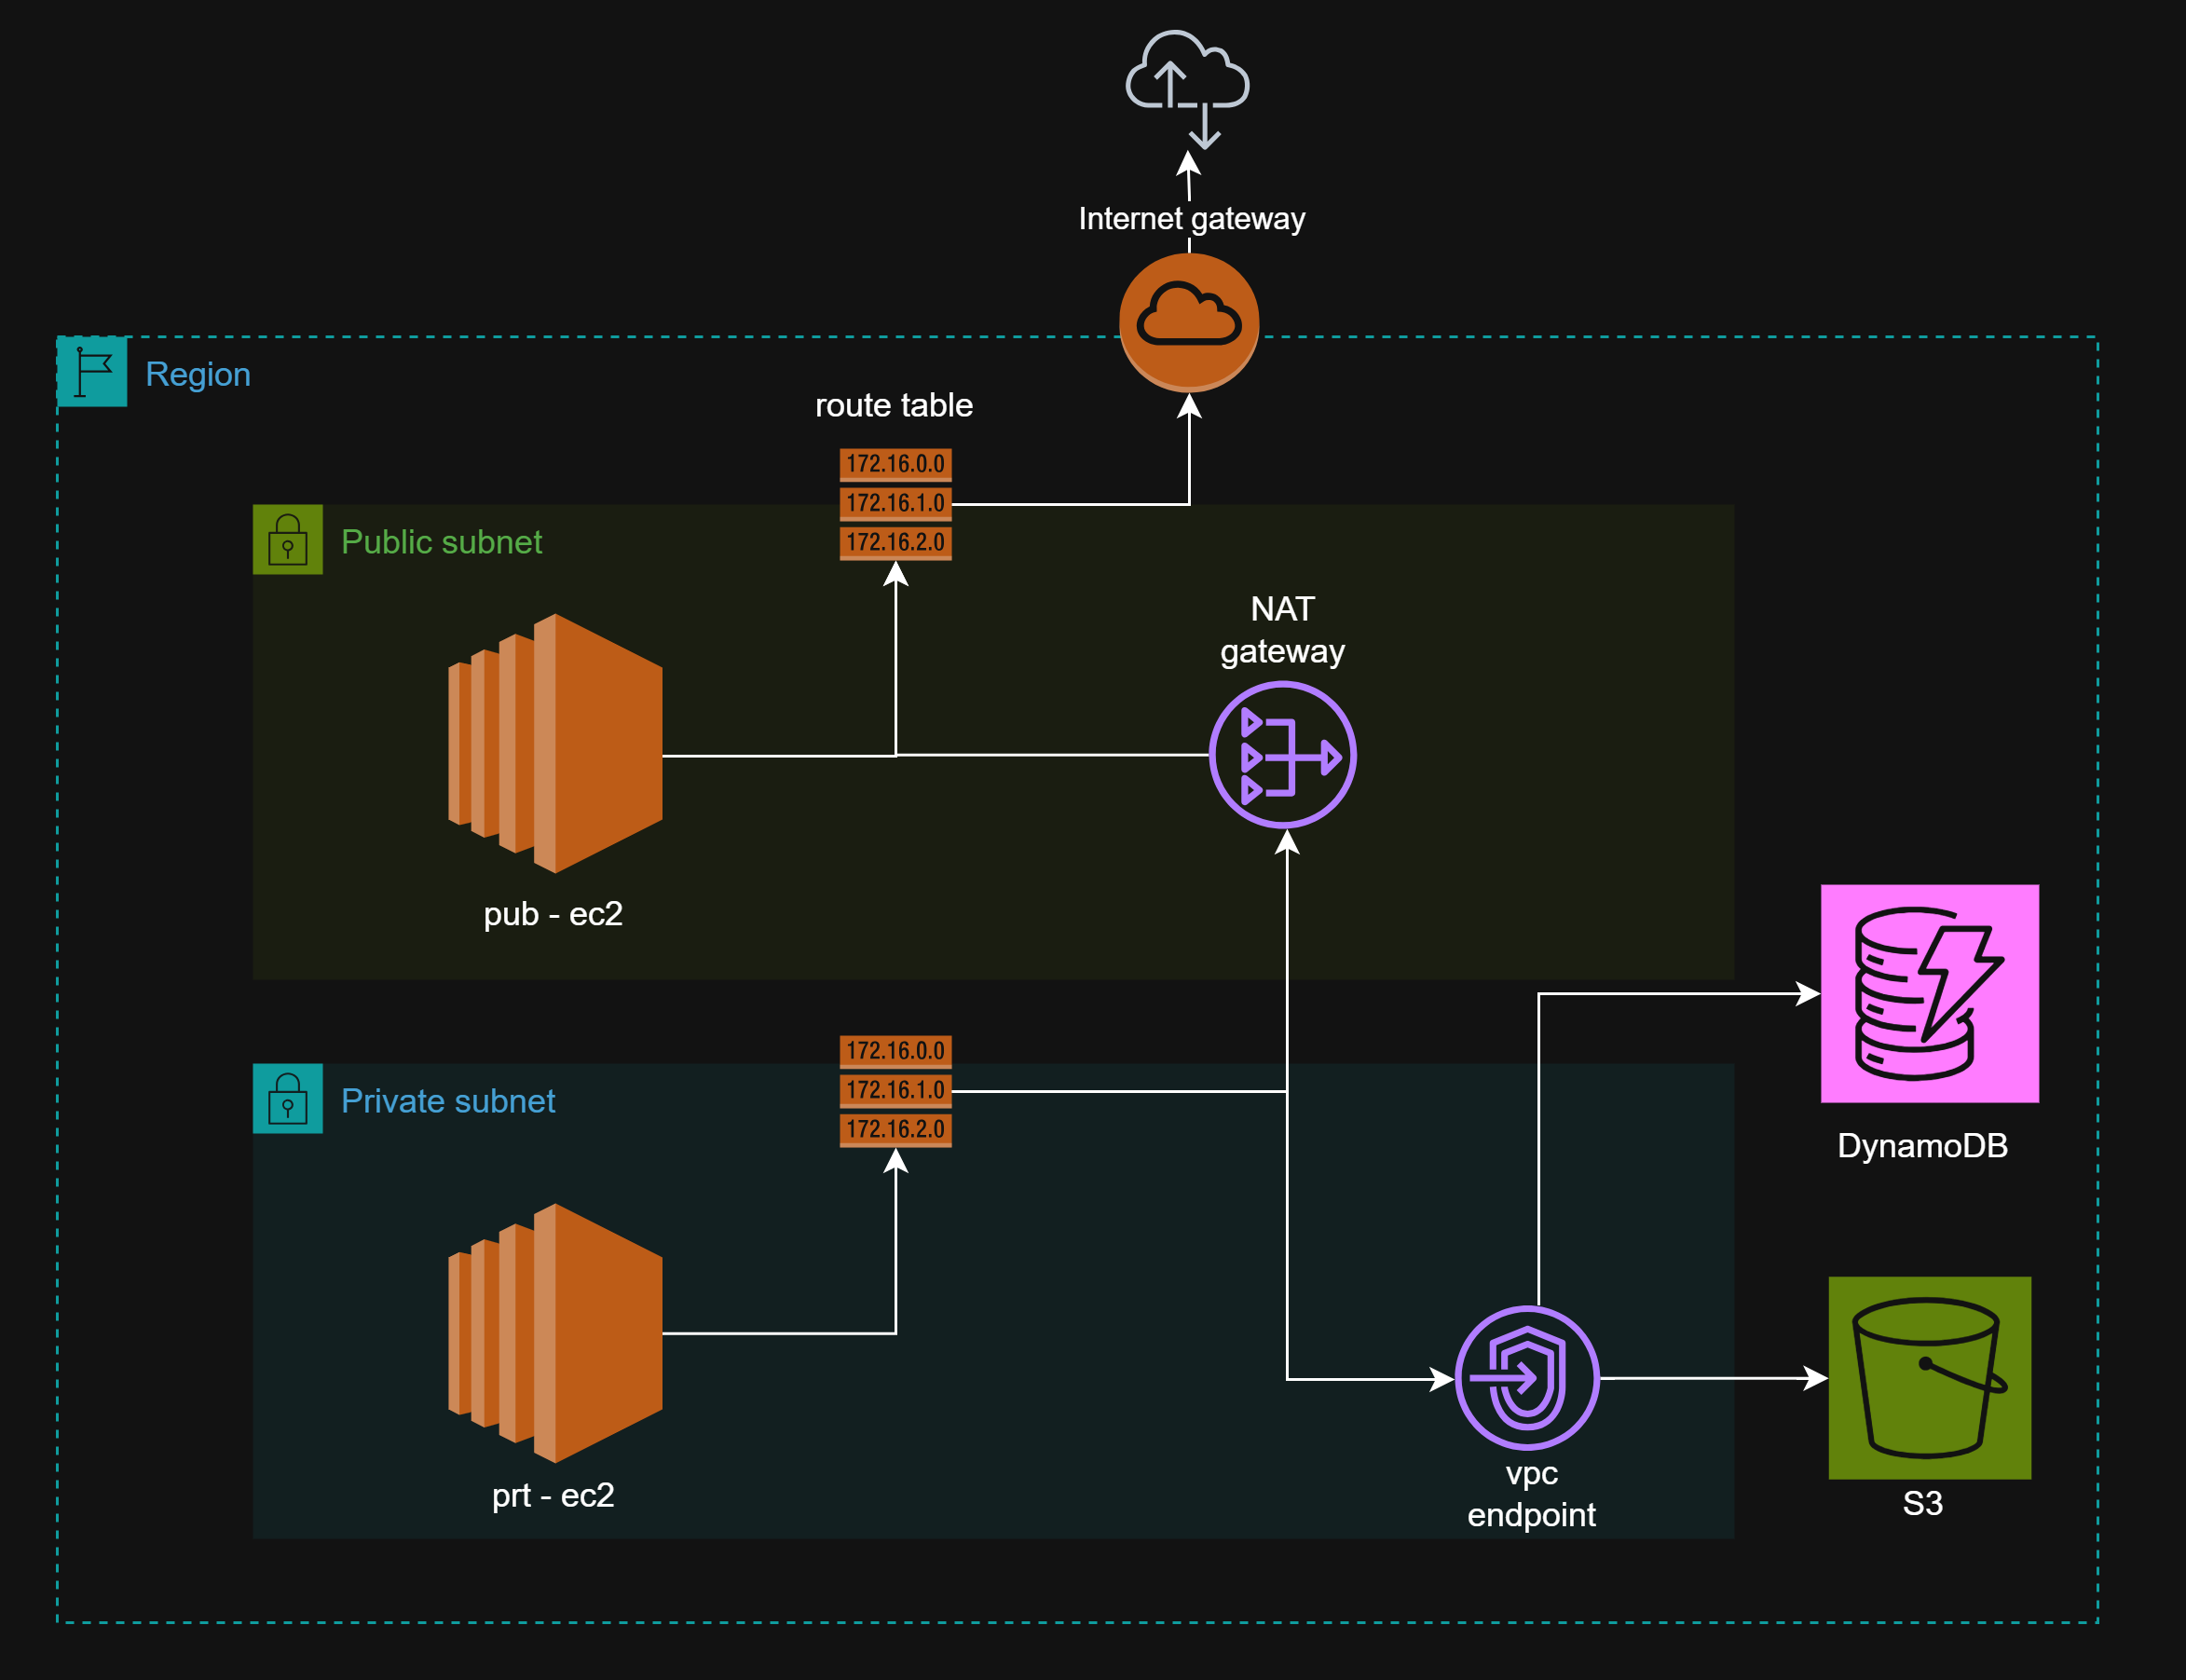 Internet gateway
Region
route table
172.16.0.0
172.16.1.0
172.16.2.0
Public subnet
NAT
gateway
pub - ec2
172.16.0.0
172.16.1.0
172.16.2.0
Private subnet
DynamoDB
prt - ec2
vpc
endpoint
S3